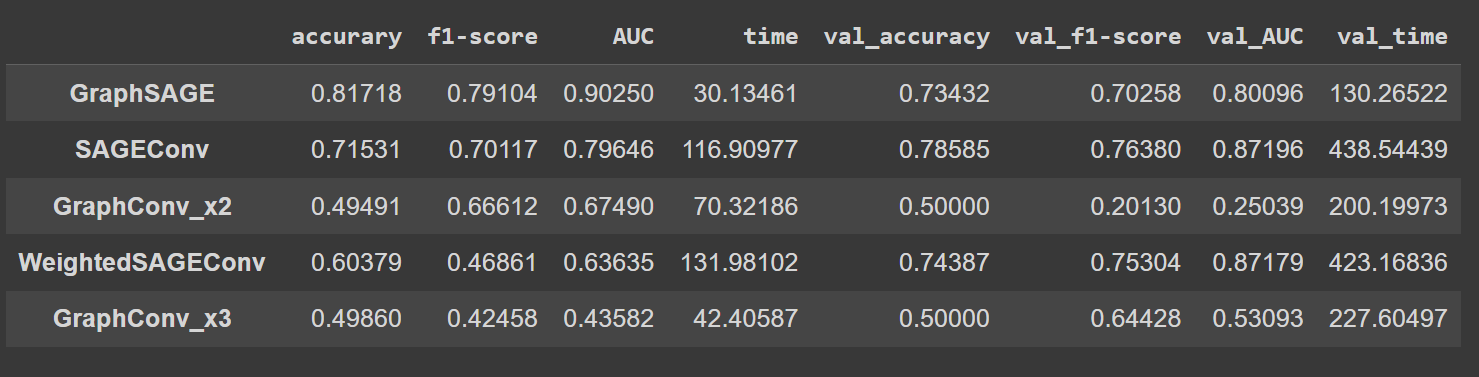 accurary f1-score AUC time val_accuracy val_f1-score val_AUC val_time
GraphSAGE 0.81718 0.79104 0.90250 30.13461 0.73432 0.70258 0.80096 130.26522
SAGEConv 0.71531 0.70117 0.79646 116.90977 0.78585 0.76380 0.87196 438.54439
GraphConv_x2 0.49491 0.66612 0.67490 70.32186 0.50000 0.20130 0.25039 200.19973
WeightedSAGEConv 0.60379 0.46861 0.63635 131.98102 0.74387 0.75304 0.87179 423.16836
GraphConv_x3 0.49860 0.42458 0.43582 42.40587 0.50000 0.64428 0.53093 227.60497